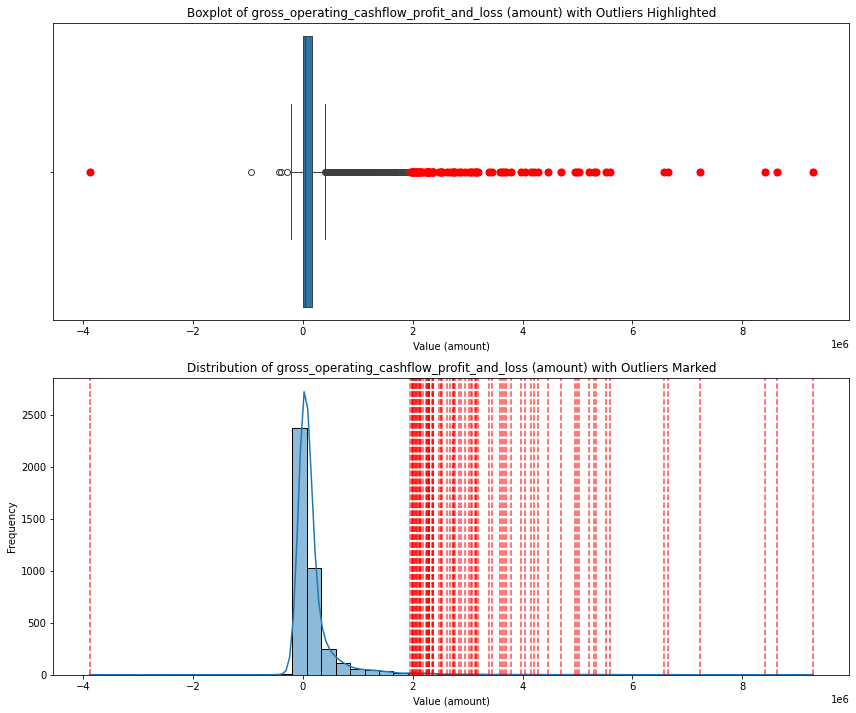 Boxplot of gross_operating_cashflow_profit_and_loss (amount) with Outliers Highlighted
−4 −2 0 2 4 6 8
1e6
Value (amount)
Distribution of gross_operating_cashflow_profit_and_loss (amount) with Outliers Marked
2500
2000
1500
1000
500
0
Frequency
−4 −2 0 2 4 6 8
1e6
Value (amount)